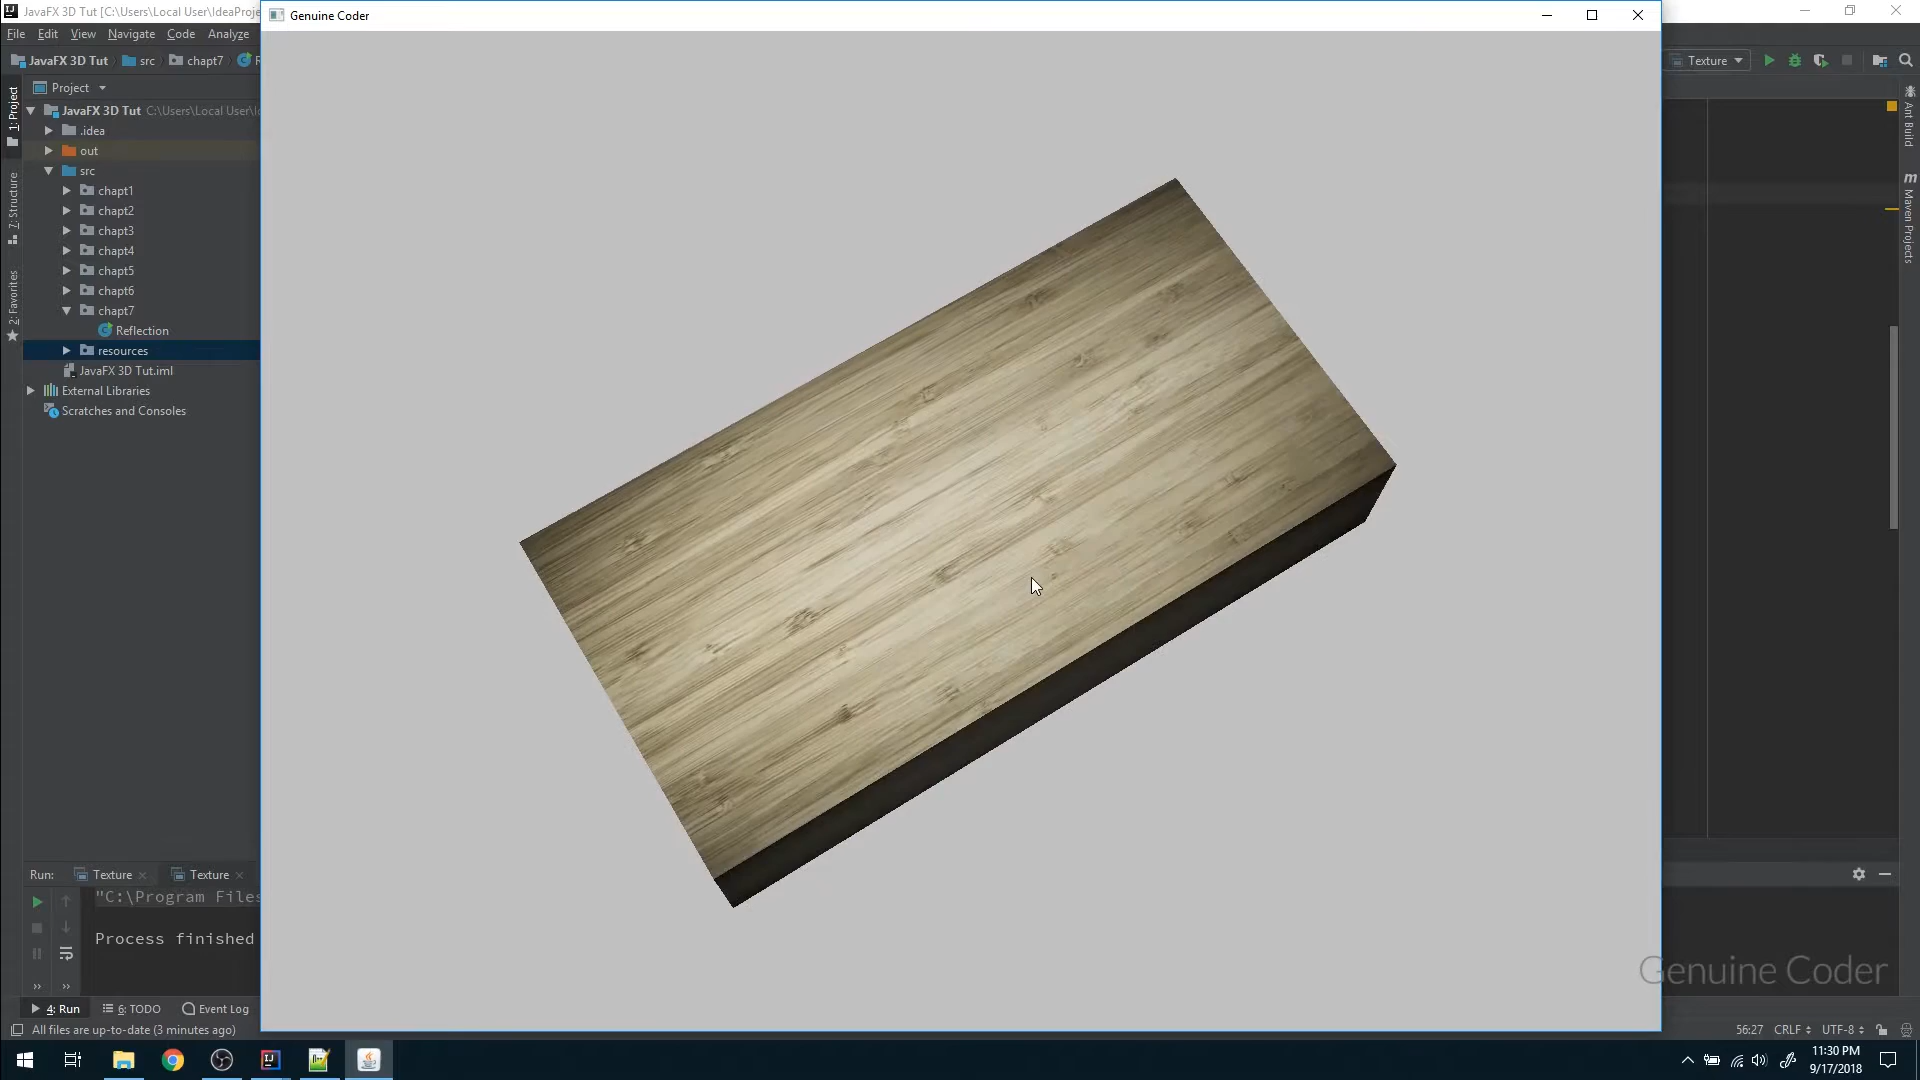 JavaFX 3D Tut [C:\Users\Local User\IdeaProje
Genuine Coder
File Edit View Navigate Code Analyze
JavaFX 3D Tut src chapt7 R
Texture
Project
1: Project
JavaFX 3D Tut C:\Users\Local User\I
.idea
out
src
chapt1
chapt2
chapt3
chapt4
chapt5
chapt6
chapt7
Reflection
resources
JavaFX 3D Tut.iml
External Libraries
Scratches and Consoles
7: Structure
2: Favorites
Ant Build
Maven Projects
Run: Texture Texture
"C:\Program Files
Process finished
Genuine Coder
4: Run 6: TODO Event Log
All files are up-to-date (3 minutes ago)
56:27 CRLF UTF-8
11:30 PM
9/17/2018